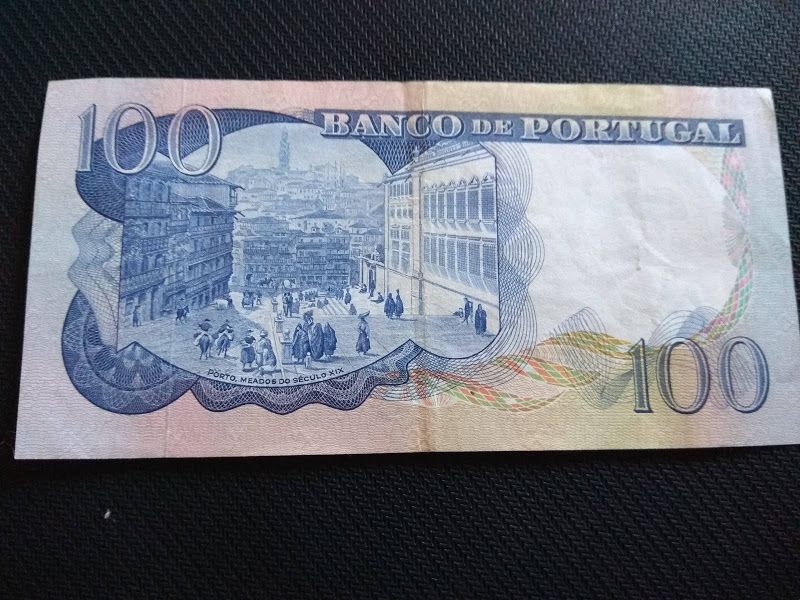 100
BANCO DE PORTUGAL
PORTO, MEADOS DO SÉCULO XIX
100